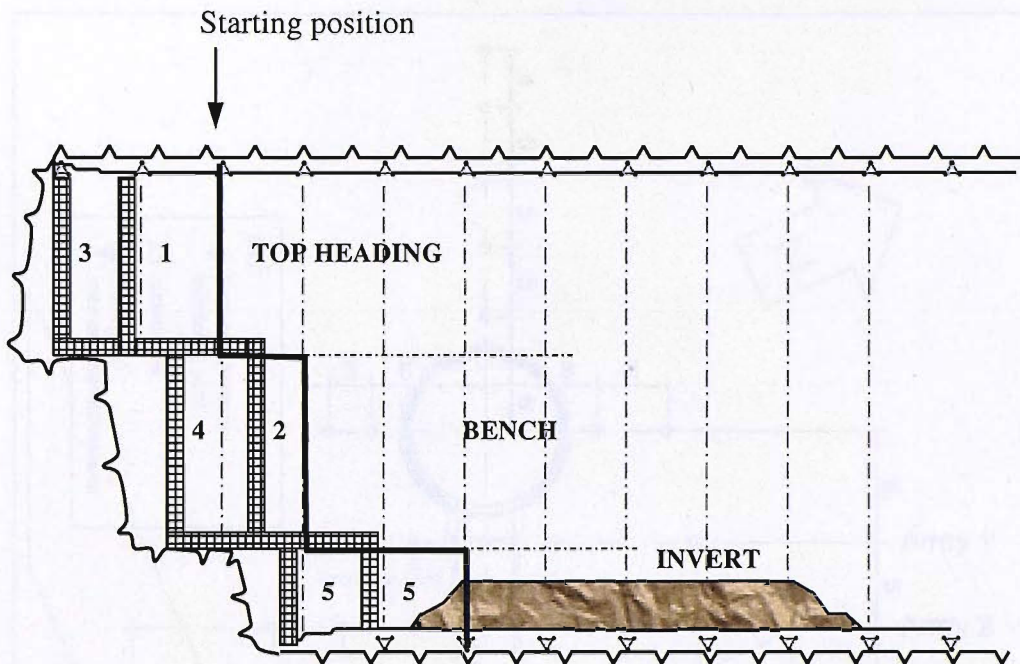 Starting position
3 1 TOP HEADING
4 2 BENCH
INVERT
5 5